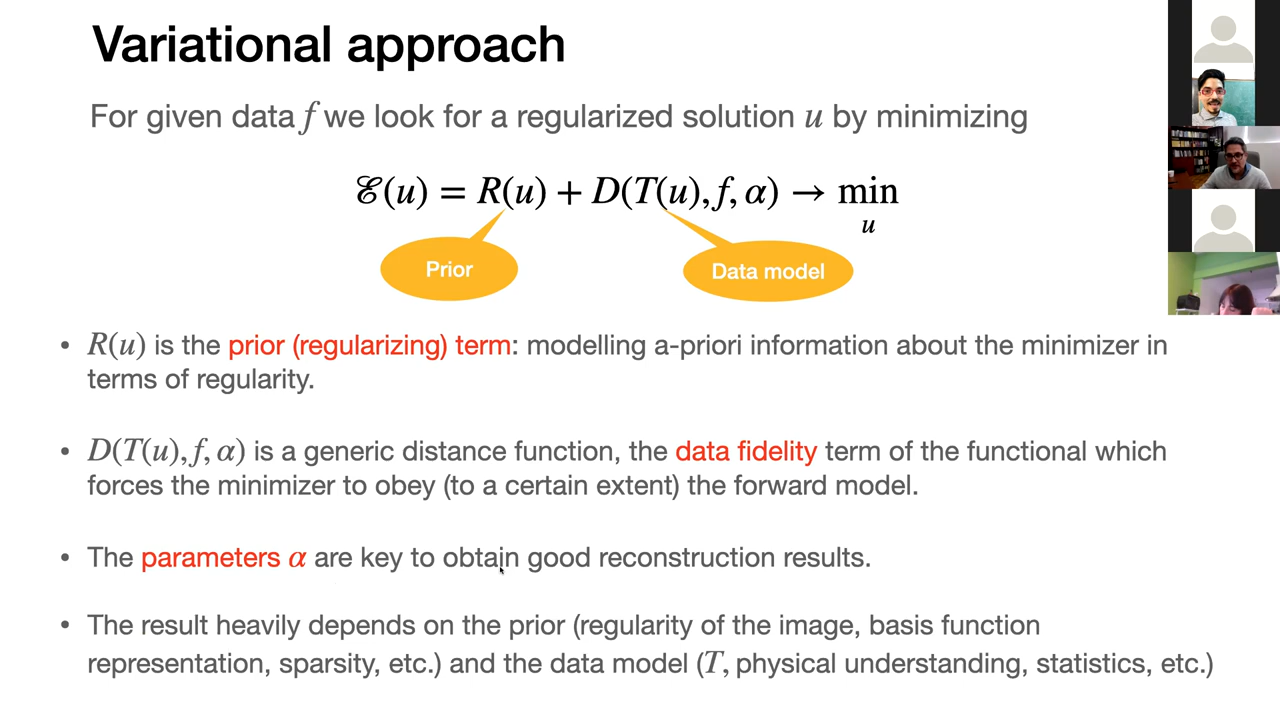 Variational approach
For given data f we look for a regularized solution u by minimizing
ℰ(u) = R(u) + D(T(u), f, α) → min
u
Prior
Data model
• R(u) is the prior (regularizing) term: modelling a-priori information about the minimizer in
terms of regularity.
• D(T(u), f, α) is a generic distance function, the data fidelity term of the functional which
forces the minimizer to obey (to a certain extent) the forward model.
• The parameters α are key to obtain good reconstruction results.
• The result heavily depends on the prior (regularity of the image, basis function
representation, sparsity, etc.) and the data model (T, physical understanding, statistics, etc.)